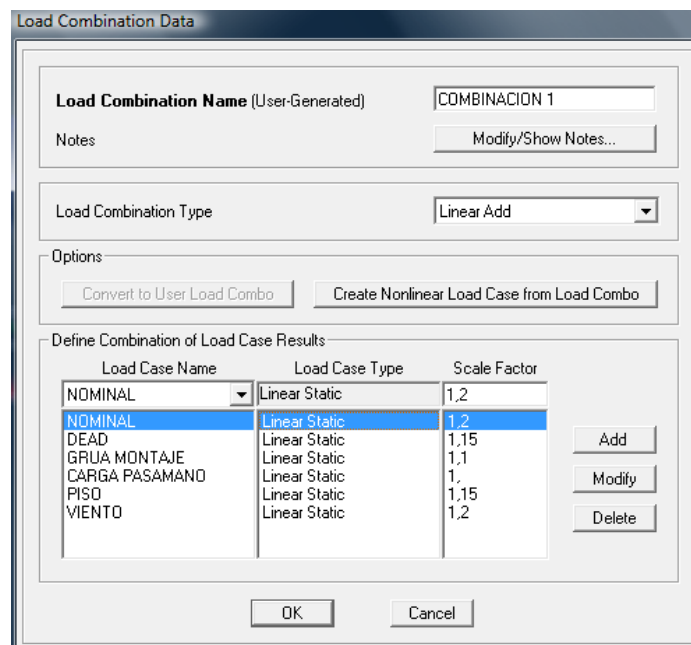 Load Combination Data
Load Combination Name (User-Generated) COMBINACION 1
Notes Modify/Show Notes...
Load Combination Type Linear Add
Options
Convert to User Load Combo Create Nonlinear Load Case from Load Combo
Define Combination of Load Case Results
Load Case Name Load Case Type Scale Factor
NOMINAL Linear Static 1,2
NOMINAL Linear Static 1,2
DEAD Linear Static 1,15
GRUA MONTAJE Linear Static 1,1
CARGA PASAMANO Linear Static 1,
PISO Linear Static 1,15
VIENTO Linear Static 1,2
Add
Modify
Delete
OK Cancel